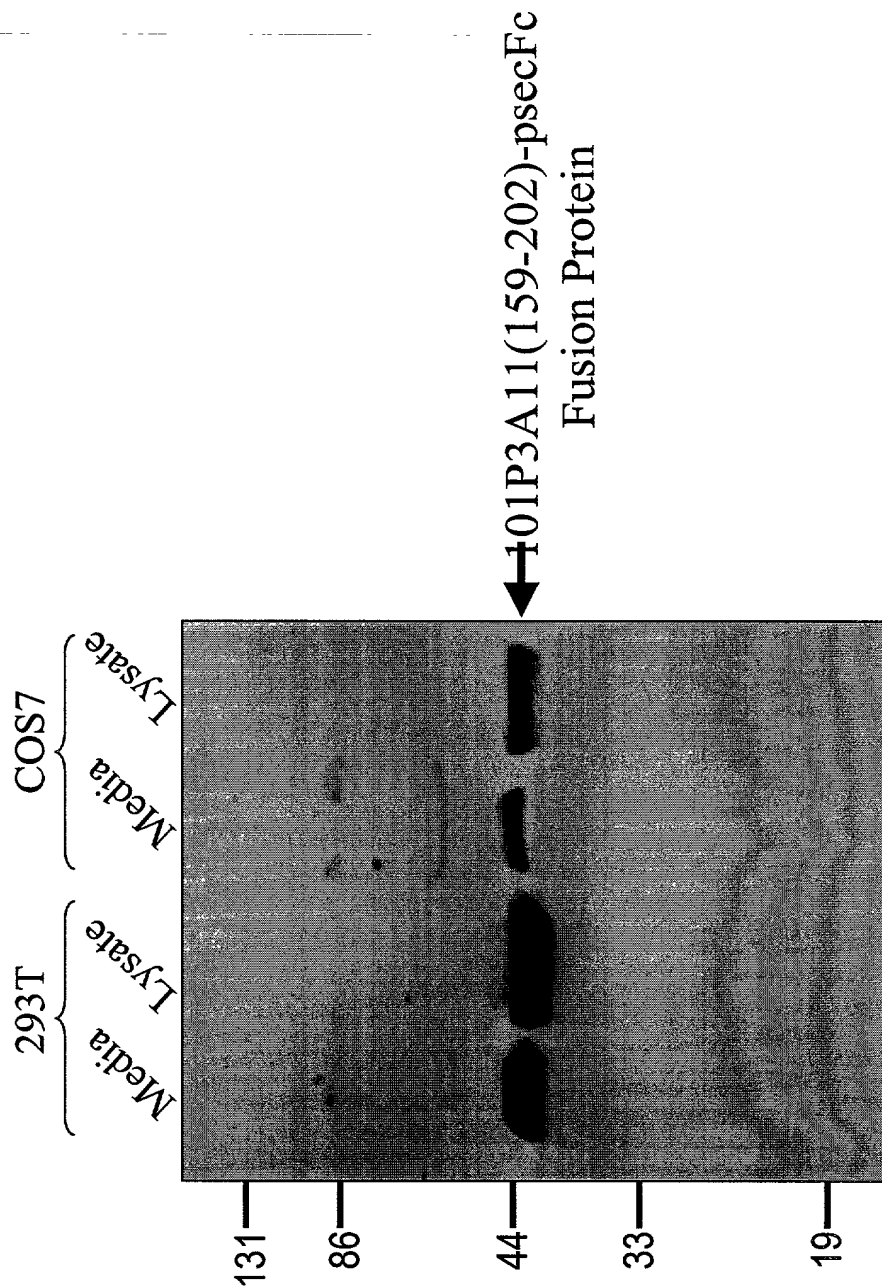 293T
COS7
Media
Lysate
Media
Lysate
131
86
44
33
19
101P3A11(159-202)-psecFc
Fusion Protein